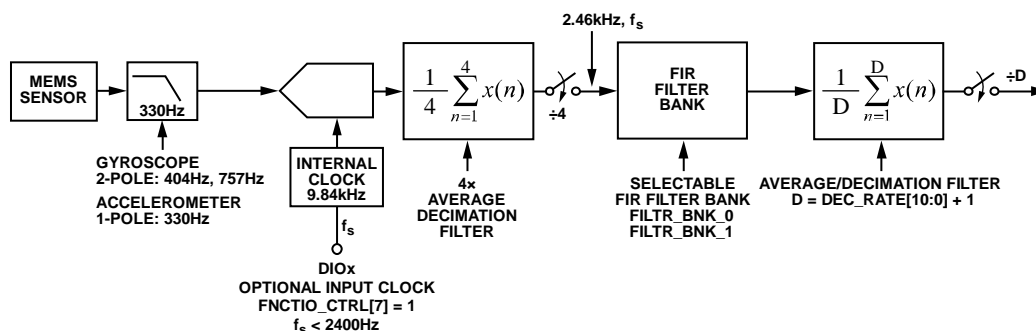 2.46kHz, fs
MEMS
SENSOR
330Hz
1/4 4 ∑ n=1 x(n)
÷4
FIR
FILTER
BANK
1/D D ∑ n=1 x(n)
÷D
GYROSCOPE
2-POLE: 404Hz, 757Hz
ACCELEROMETER
1-POLE: 330Hz
INTERNAL
CLOCK
9.84kHz
fs
DIOx
OPTIONAL INPUT CLOCK
FNCTIO_CTRL[7] = 1
fs < 2400Hz
4×
AVERAGE
DECIMATION
FILTER
SELECTABLE
FIR FILTER BANK
FILTR_BNK_0
FILTR_BNK_1
AVERAGE/DECIMATION FILTER
D = DEC_RATE[10:0] + 1